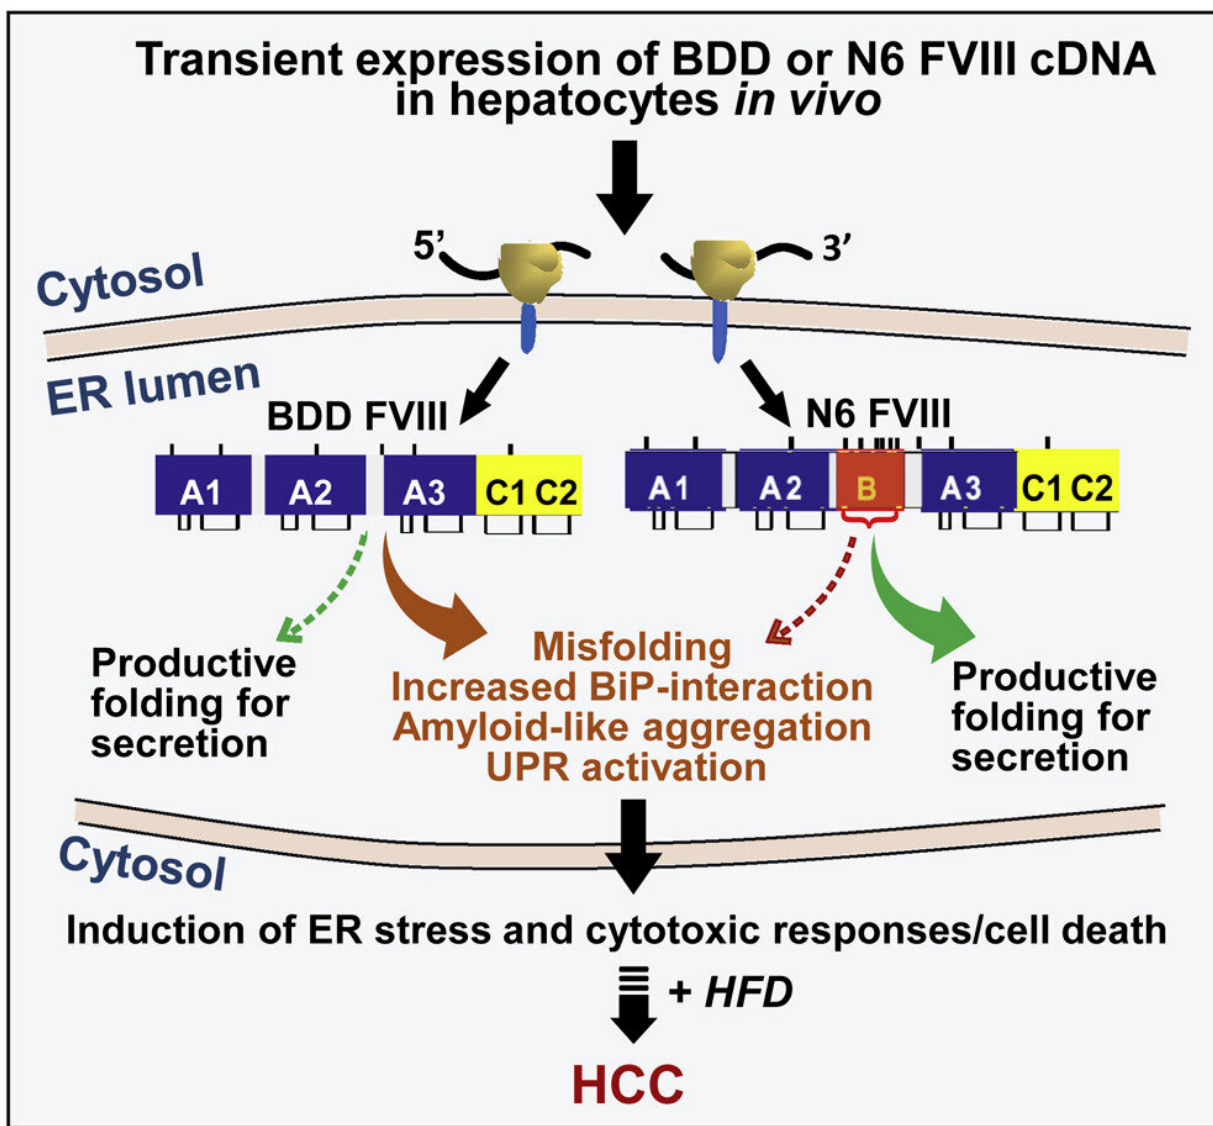 Transient expression of BDD or N6 FVIII cDNA
in hepatocytes in vivo
5’
3’
Cytosol
ER lumen
BDD FVIII
N6 FVIII
A1 A2 A3 C1 C2
A1 A2 B A3 C1 C2
Productive
folding for
secretion
Misfolding
Increased BiP-interaction
Amyloid-like aggregation
UPR activation
Productive
folding for
secretion
Cytosol
Induction of ER stress and cytotoxic responses/cell death
+ HFD
HCC